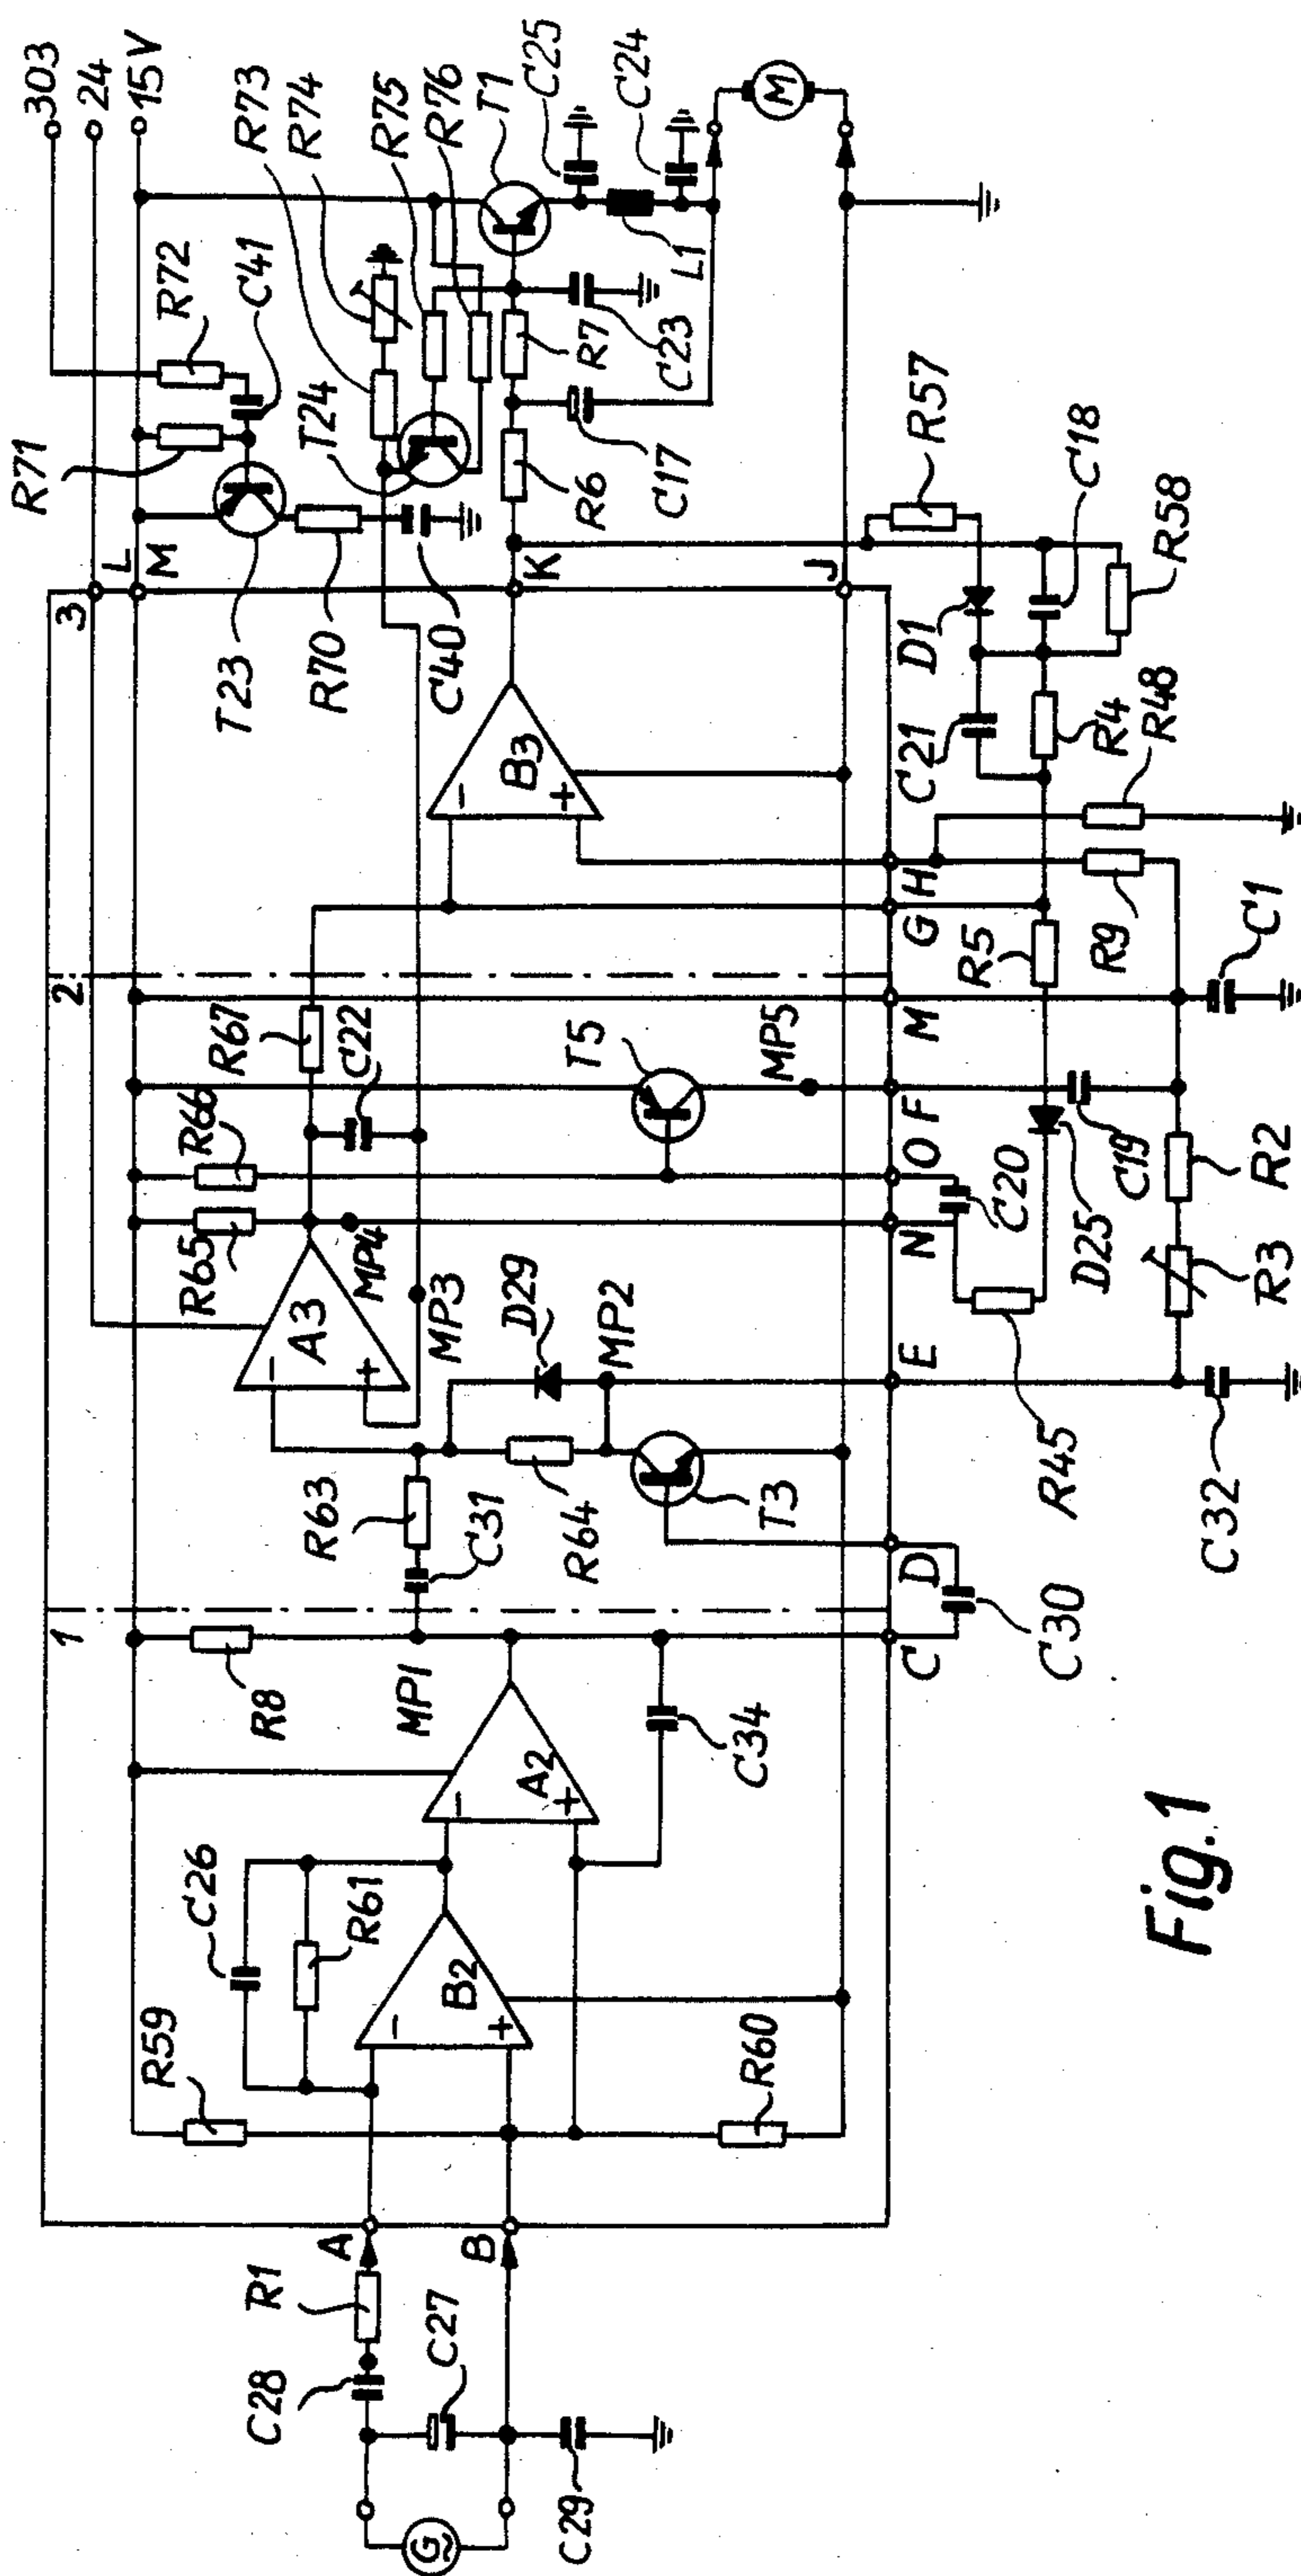 303
24
15V
R73
R74
R75
R76
T1
C25
C24
M
R72
C41
R71
T24
R7
C23
L1
R6
C17
R57
C18
R58
L
M
T23
R70
C40
K
J
3
B3
−
+
D1
C21
R4
R48
H
G
R5
R9
C1
2
R67
C22
T5
MP5
M
F
O
N
R66
R65
C20
D25
C19
R2
R3
A3
−
+
MP4
MP3
D29
MP2
E
R45
C32
R63
C31
R64
T3
D
C30
C
1
R8
MP1
A2
−
+
C34
C26
R61
B2
−
+
R59
R60
A
B
R1
C28
C27
C29
G
Fig.1